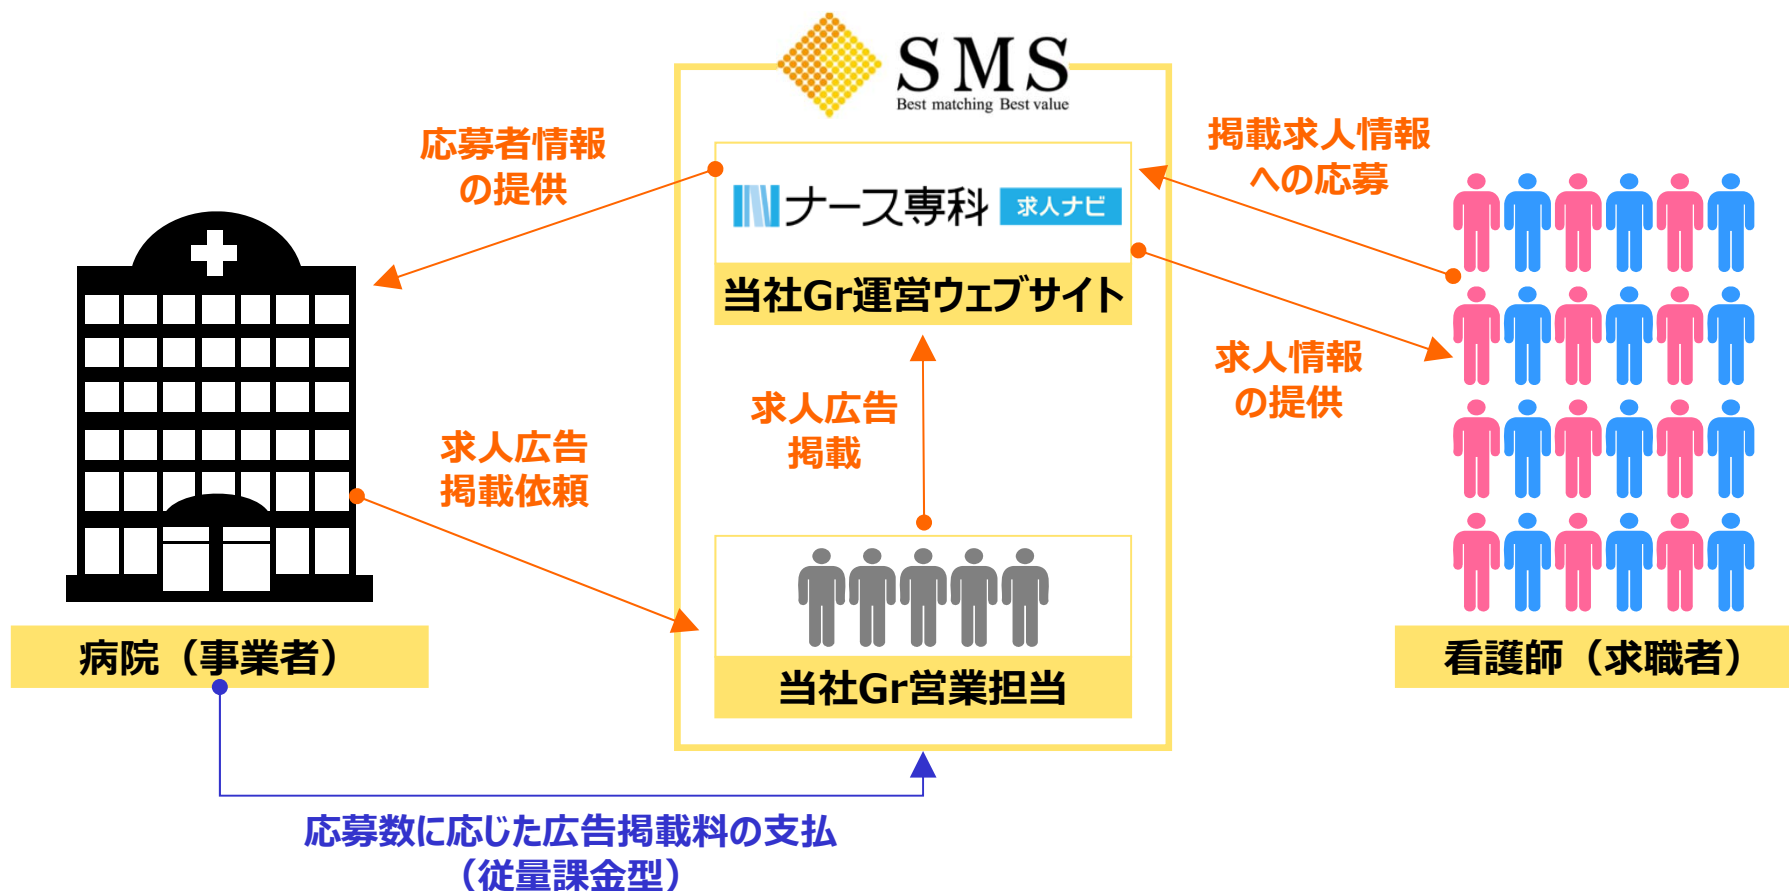 SMS
Best matching Best value
応募者情報
の提供
掲載求人情報
への応募
ナース専科 求人ナビ
当社Gr運営ウェブサイト
求人情報
の提供
求人広告
掲載
求人広告
掲載依頼
病院（事業者）
当社Gr営業担当
看護師（求職者）
応募数に応じた広告掲載料の支払
（従量課金型）